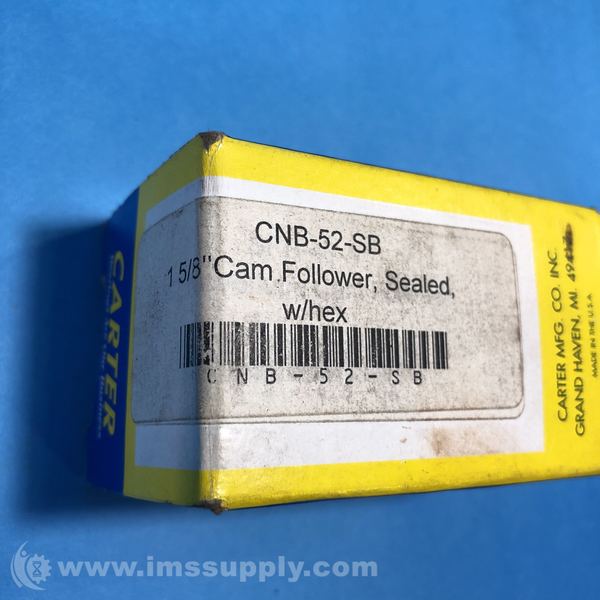 CNB-52-SB
1 5/8" Cam Follower, Sealed,
w/hex
CNB-52-SB
CARTER
CARTER MFG. CO. INC.
GRAND HAVEN, MI.
MADE IN THE U.S.A.
www.imssupply.com